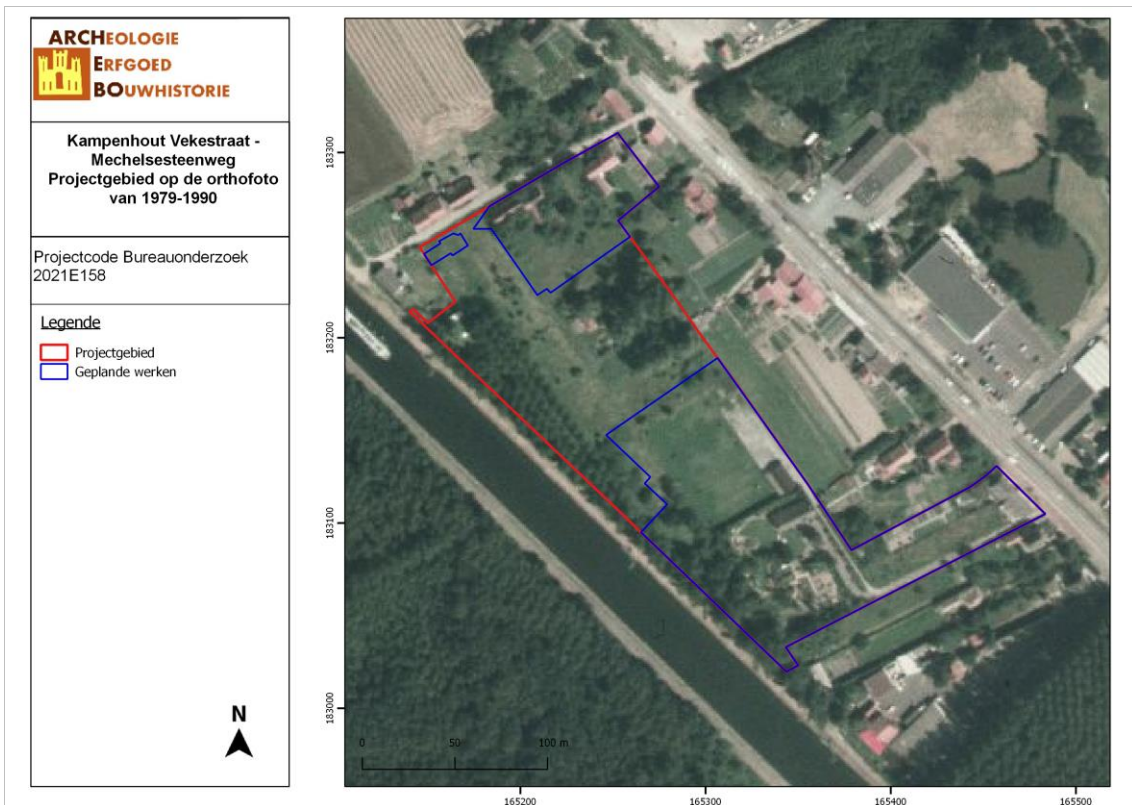 ARCHEOLOGIE
ERFGOED
BOUWHISTORIE
Kampenhout Vekestraat -
Mechelsesteenweg
Projectgebied op de orthofoto
van 1979-1990
Projectcode Bureauonderzoek
2021E158
Legende
Projectgebied
Geplande werken
N
183300
183200
183100
183000
0 50 100 m
165200 165300 165400 165500